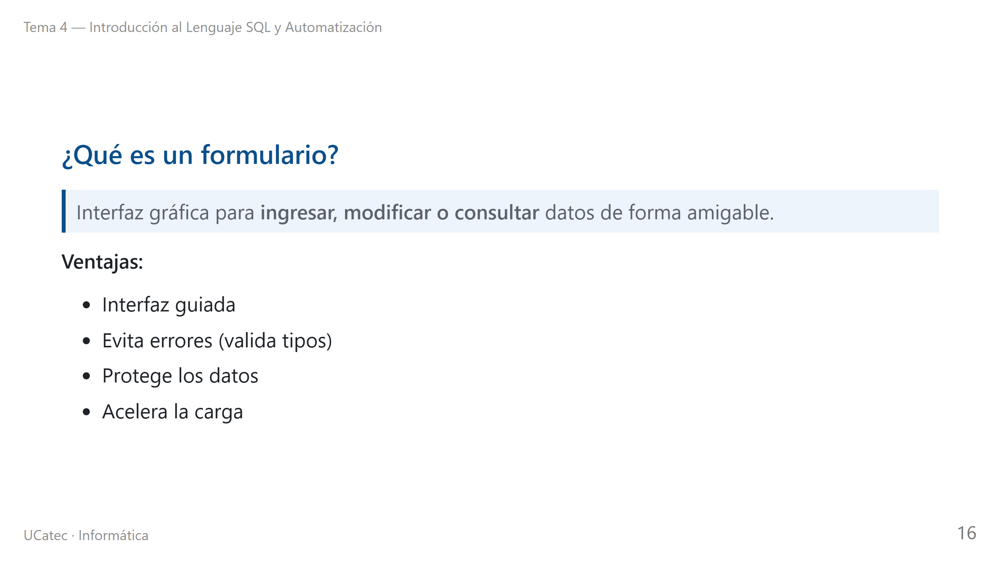 Tema 4 — Introducción al Lenguaje SQL y Automatización
¿Qué es un formulario?
Interfaz gráfica para ingresar, modificar o consultar datos de forma amigable.
Ventajas:
• Interfaz guiada
• Evita errores (valida tipos)
• Protege los datos
• Acelera la carga
UCatec · Informática
16